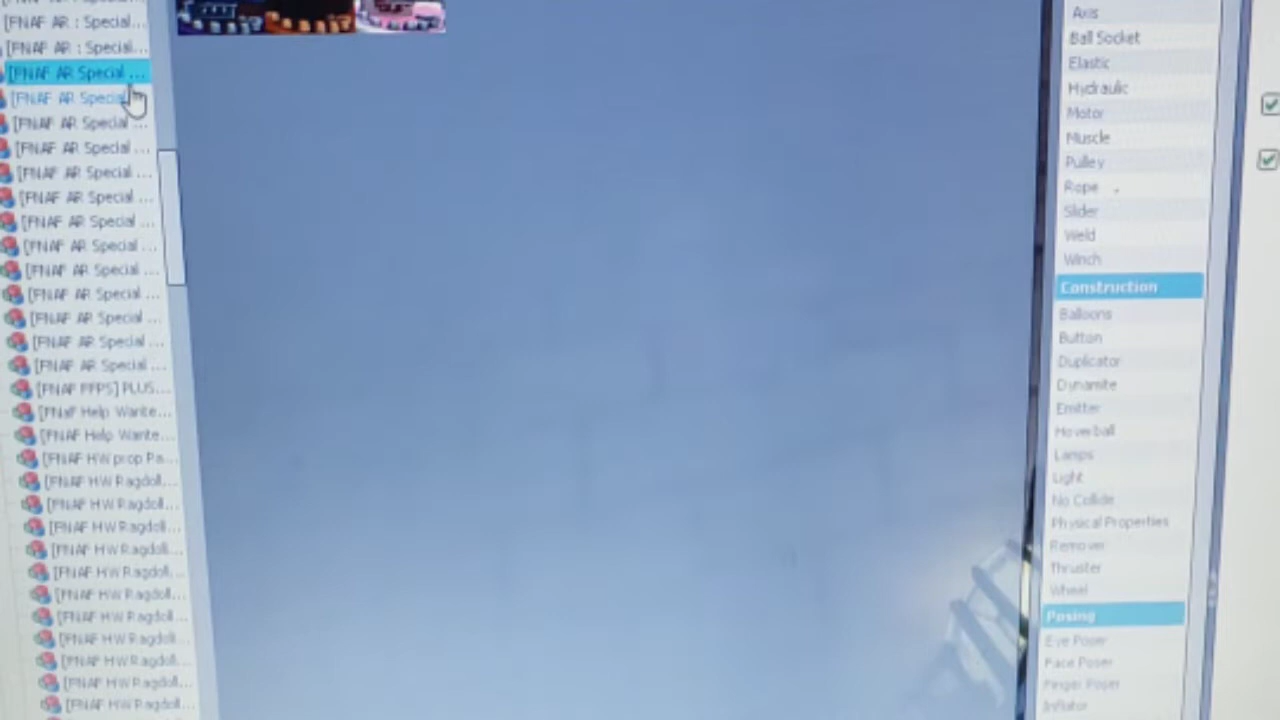 [FNAF AR : Special...
[FNAF AR : Special...
[FNAF AR Special ...
[FNAF AR Special ...
[FNAF AR Special ...
[FNAF AR Special ...
[FNAF AR Special ...
[FNAF AR Special ...
[FNAF AR Special ...
[FNAF AR Special ...
[FNAF AR Special ...
[FNAF AR Special ...
[FNAF AR Special ...
[FNAF AR Special ...
[FNAF AR Special ...
[FNAF FFPS] PLUS...
[FNaF Help Wante...
[FNAF Help Wante...
[FNAF HW prop Pa...
[FNAF HW Ragdoll...
[FNAF HW Ragdoll...
[FNAF HW Ragdoll...
[FNAF HW Ragdoll...
[FNAF HW Ragdoll...
[FNAF HW Ragdoll...
[FNAF HW Ragdoll...
[FNAF HW Ragdoll...
[FNAF HW Ragdoll...
[FNAF HW Ragdoll...
[FNAF HW Ragdoll...
Axis
Ball Socket
Elastic
Hydraulic
Motor
Muscle
Pulley
Rope
Slider
Weld
Winch
Construction
Balloons
Button
Duplicator
Dynamite
Emitter
Hoverball
Lamps
Light
No Collide
Physical Properties
Remover
Thruster
Wheel
Posing
Eye Poser
Face Poser
Finger Poser
Inflator